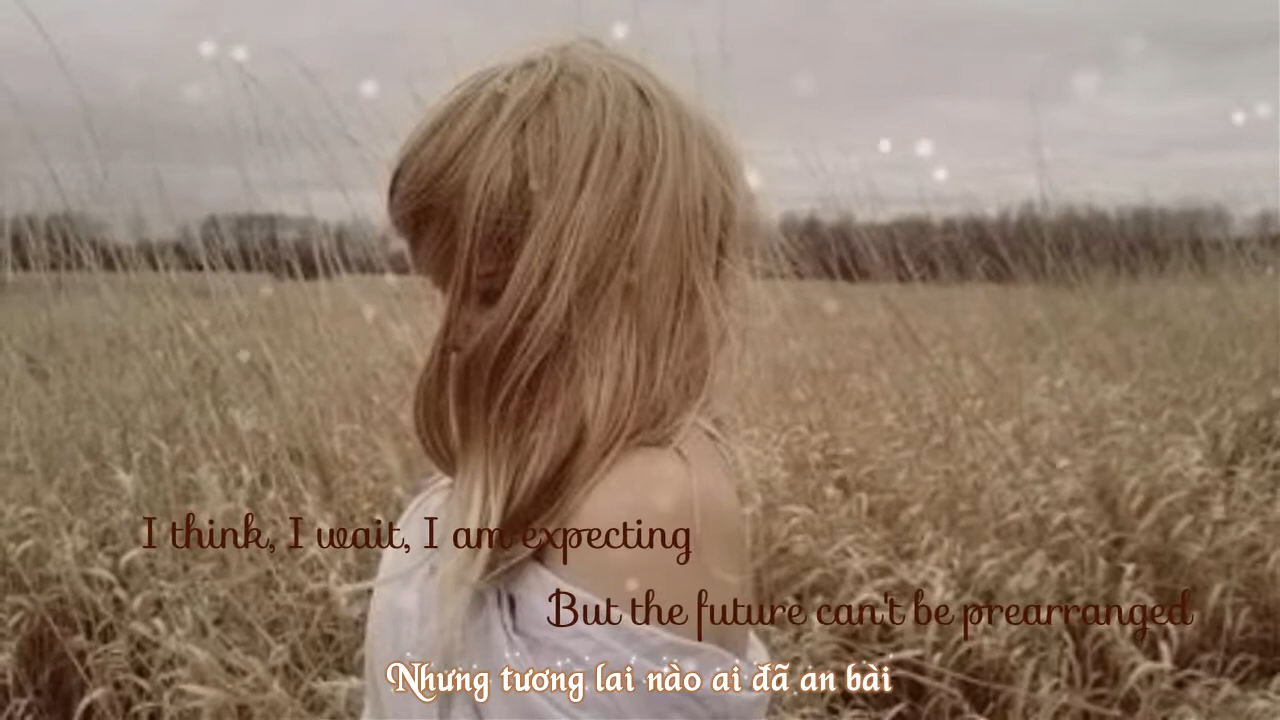 I think, I wait, I am expecting
But the future can't be prearranged
Nhưng tương lai nào ai đã an bài